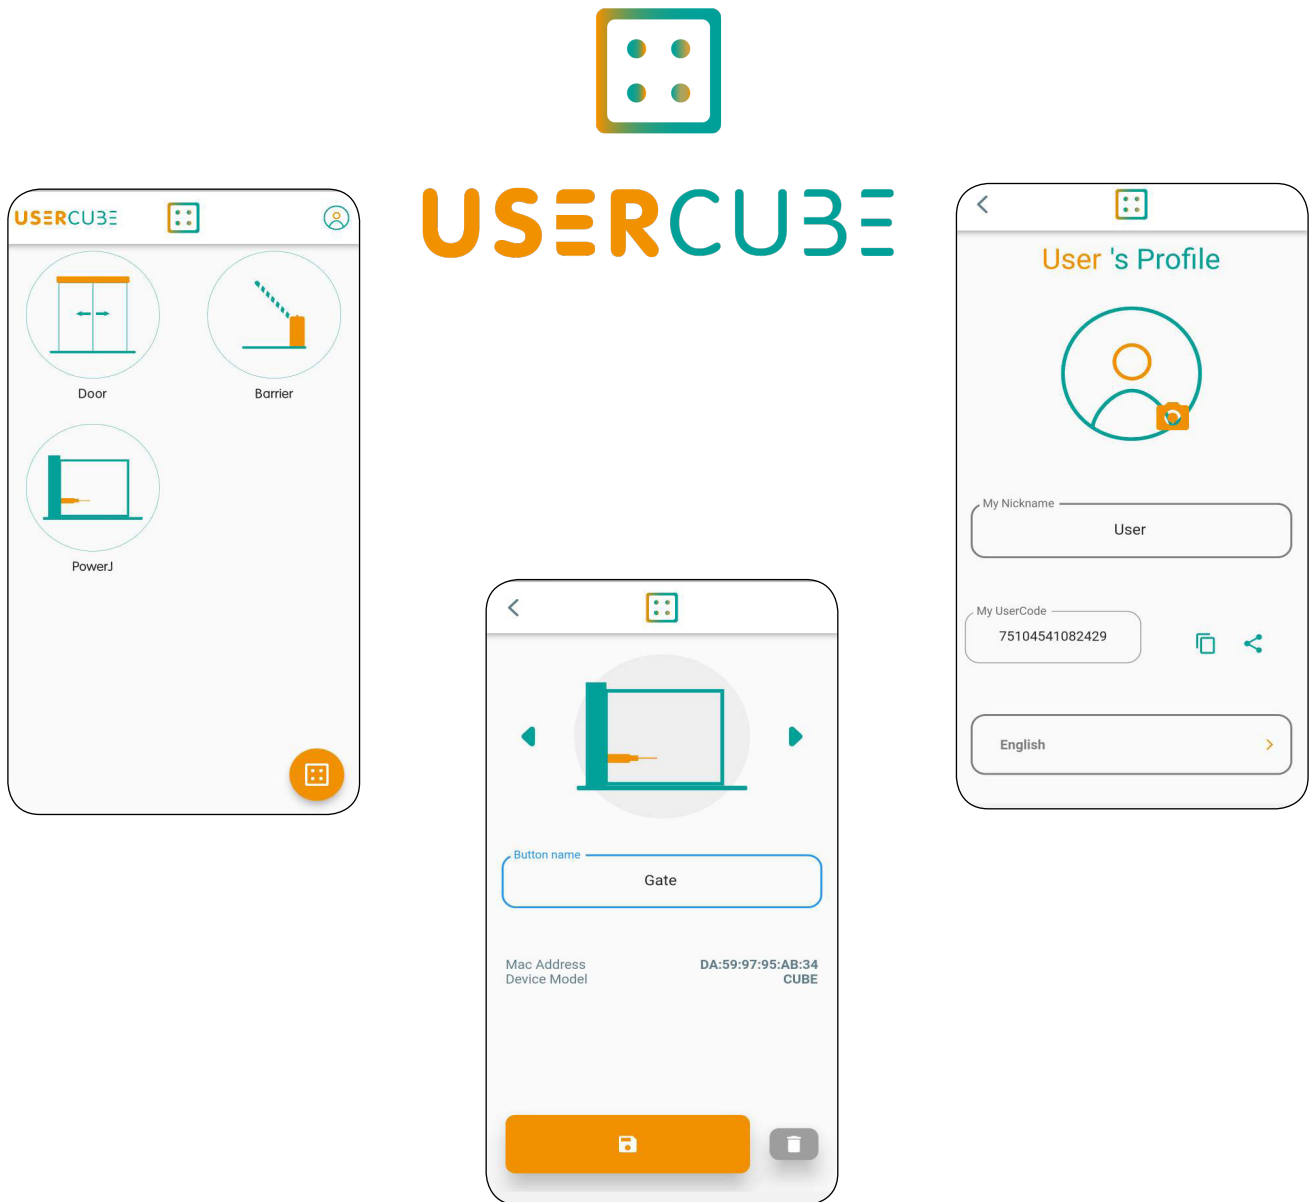 USERCUBE
USERCUBE
Door
Barrier
PowerJ
User 's Profile
My Nickname
User
My UserCode
75104541082429
English
Button name
Gate
Mac Address DA:59:97:95:AB:34
Device Model CUBE